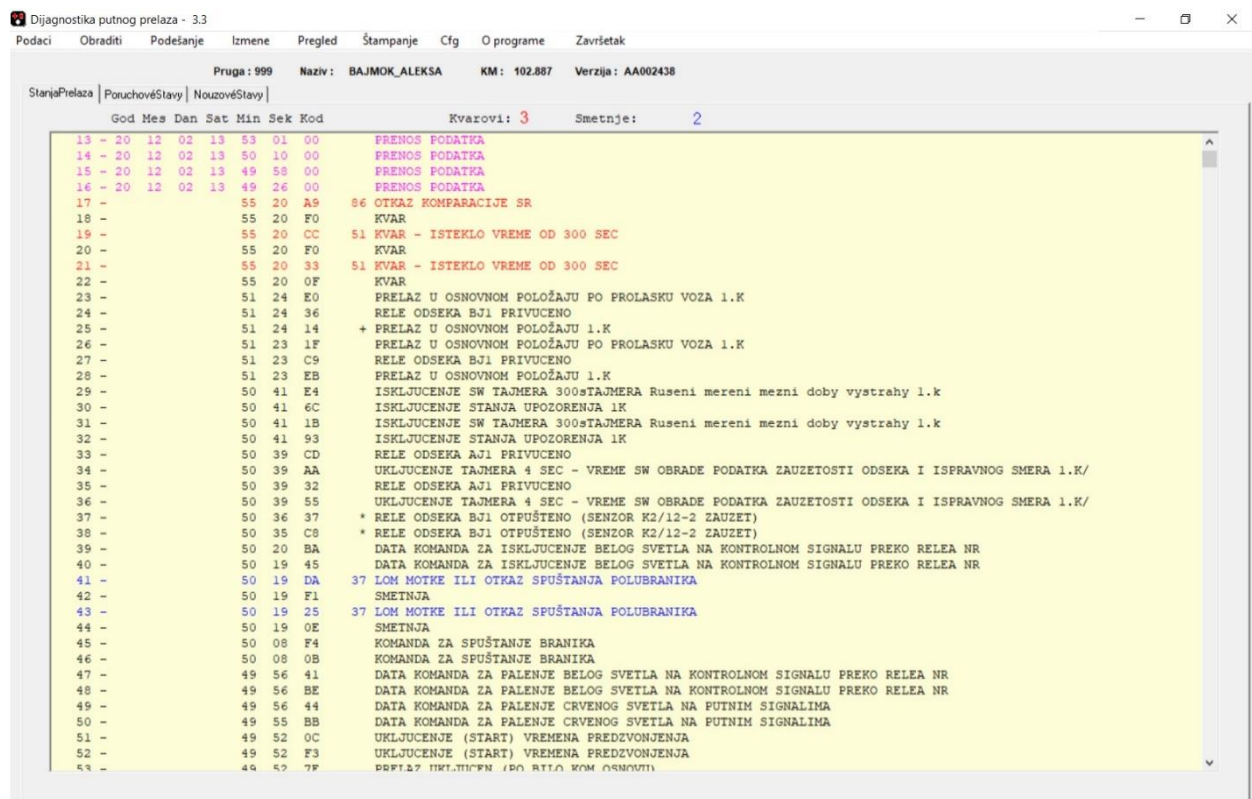 Dijagnostika putnog prelaza - 3.3
Podaci Obraditi Podešanje Izmene Pregled Štampanje Cfg O programe Završetak
Pruga : 999 Naziv : BAJMOK_ALEKSA KM : 102.887 Verzija : AA002438
StanjaPrelaza PoruchovéStavy NouzovéStavy
God Mes Dan Sat Min Sek Kod Kvarovi: 3 Smetnje: 2
13 - 20 12 02 13 53 01 00 PRENOS PODATKA
14 - 20 12 02 13 50 10 00 PRENOS PODATKA
15 - 20 12 02 13 49 58 00 PRENOS PODATKA
16 - 20 12 02 13 49 26 00 PRENOS PODATKA
17 - 55 20 A9 86 OTKAZ KOMPARACIJE SR
18 - 55 20 F0 KVAR
19 - 55 20 CC 51 KVAR - ISTEKLO VREME OD 300 SEC
20 - 55 20 F0 KVAR
21 - 55 20 33 51 KVAR - ISTEKLO VREME OD 300 SEC
22 - 55 20 0F KVAR
23 - 51 24 E0 PRELAZ U OSNOVNOM POLOŽAJU PO PROLASKU VOZA 1.K
24 - 51 24 36 RELE ODSEKA BJ1 PRIVUCENO
25 - 51 24 14 + PRELAZ U OSNOVNOM POLOŽAJU 1.K
26 - 51 23 1F PRELAZ U OSNOVNOM POLOŽAJU PO PROLASKU VOZA 1.K
27 - 51 23 C9 RELE ODSEKA BJ1 PRIVUCENO
28 - 51 23 EB PRELAZ U OSNOVNOM POLOŽAJU 1.K
29 - 50 41 E4 ISKLJUCENJE SW TAJMERA 300sTAJMERA Ruseni mereni mezni doby vystrahy 1.k
30 - 50 41 6C ISKLJUCENJE STANJA UPOZORENJA 1K
31 - 50 41 1B ISKLJUCENJE SW TAJMERA 300sTAJMERA Ruseni mereni mezni doby vystrahy 1.k
32 - 50 41 93 ISKLJUCENJE STANJA UPOZORENJA 1K
33 - 50 39 CD RELE ODSEKA AJ1 PRIVUCENO
34 - 50 39 AA UKLJUCENJE TAJMERA 4 SEC - VREME SW OBRADE PODATKA ZAUZETOSTI ODSEKA I ISPRAVNOG SMERA 1.K/
35 - 50 39 32 RELE ODSEKA AJ1 PRIVUCENO
36 - 50 39 55 UKLJUCENJE TAJMERA 4 SEC - VREME SW OBRADE PODATKA ZAUZETOSTI ODSEKA I ISPRAVNOG SMERA 1.K/
37 - 50 36 37 * RELE ODSEKA BJ1 OTPUŠTENO (SENZOR K2/12-2 ZAUZET)
38 - 50 35 C8 * RELE ODSEKA BJ1 OTPUŠTENO (SENZOR K2/12-2 ZAUZET)
39 - 50 20 BA DATA KOMANDA ZA ISKLJUCENJE BELOG SVETLA NA KONTROLNOM SIGNALU PREKO RELEA NR
40 - 50 19 45 DATA KOMANDA ZA ISKLJUCENJE BELOG SVETLA NA KONTROLNOM SIGNALU PREKO RELEA NR
41 - 50 19 DA 37 LOM MOTKE ILI OTKAZ SPUŠTANJA POLUBRANIKA
42 - 50 19 F1 SMETNJA
43 - 50 19 25 37 LOM MOTKE ILI OTKAZ SPUŠTANJA POLUBRANIKA
44 - 50 19 0E SMETNJA
45 - 50 08 F4 KOMANDA ZA SPUŠTANJE BRANIKA
46 - 50 08 0B KOMANDA ZA SPUŠTANJE BRANIKA
47 - 49 56 41 DATA KOMANDA ZA PALENJE BELOG SVETLA NA KONTROLNOM SIGNALU PREKO RELEA NR
48 - 49 56 BE DATA KOMANDA ZA PALENJE BELOG SVETLA NA KONTROLNOM SIGNALU PREKO RELEA NR
49 - 49 56 44 DATA KOMANDA ZA PALENJE CRVENOG SVETLA NA PUTNIM SIGNALIMA
50 - 49 55 BB DATA KOMANDA ZA PALENJE CRVENOG SVETLA NA PUTNIM SIGNALIMA
51 - 49 52 0C UKLJUCENJE (START) VREMENA PREDZVONJENJA
52 - 49 52 F3 UKLJUCENJE (START) VREMENA PREDZVONJENJA
53 - 49 52 7F PRELAZ UKLJUCEN (PO BILO KOM OSNOVU)